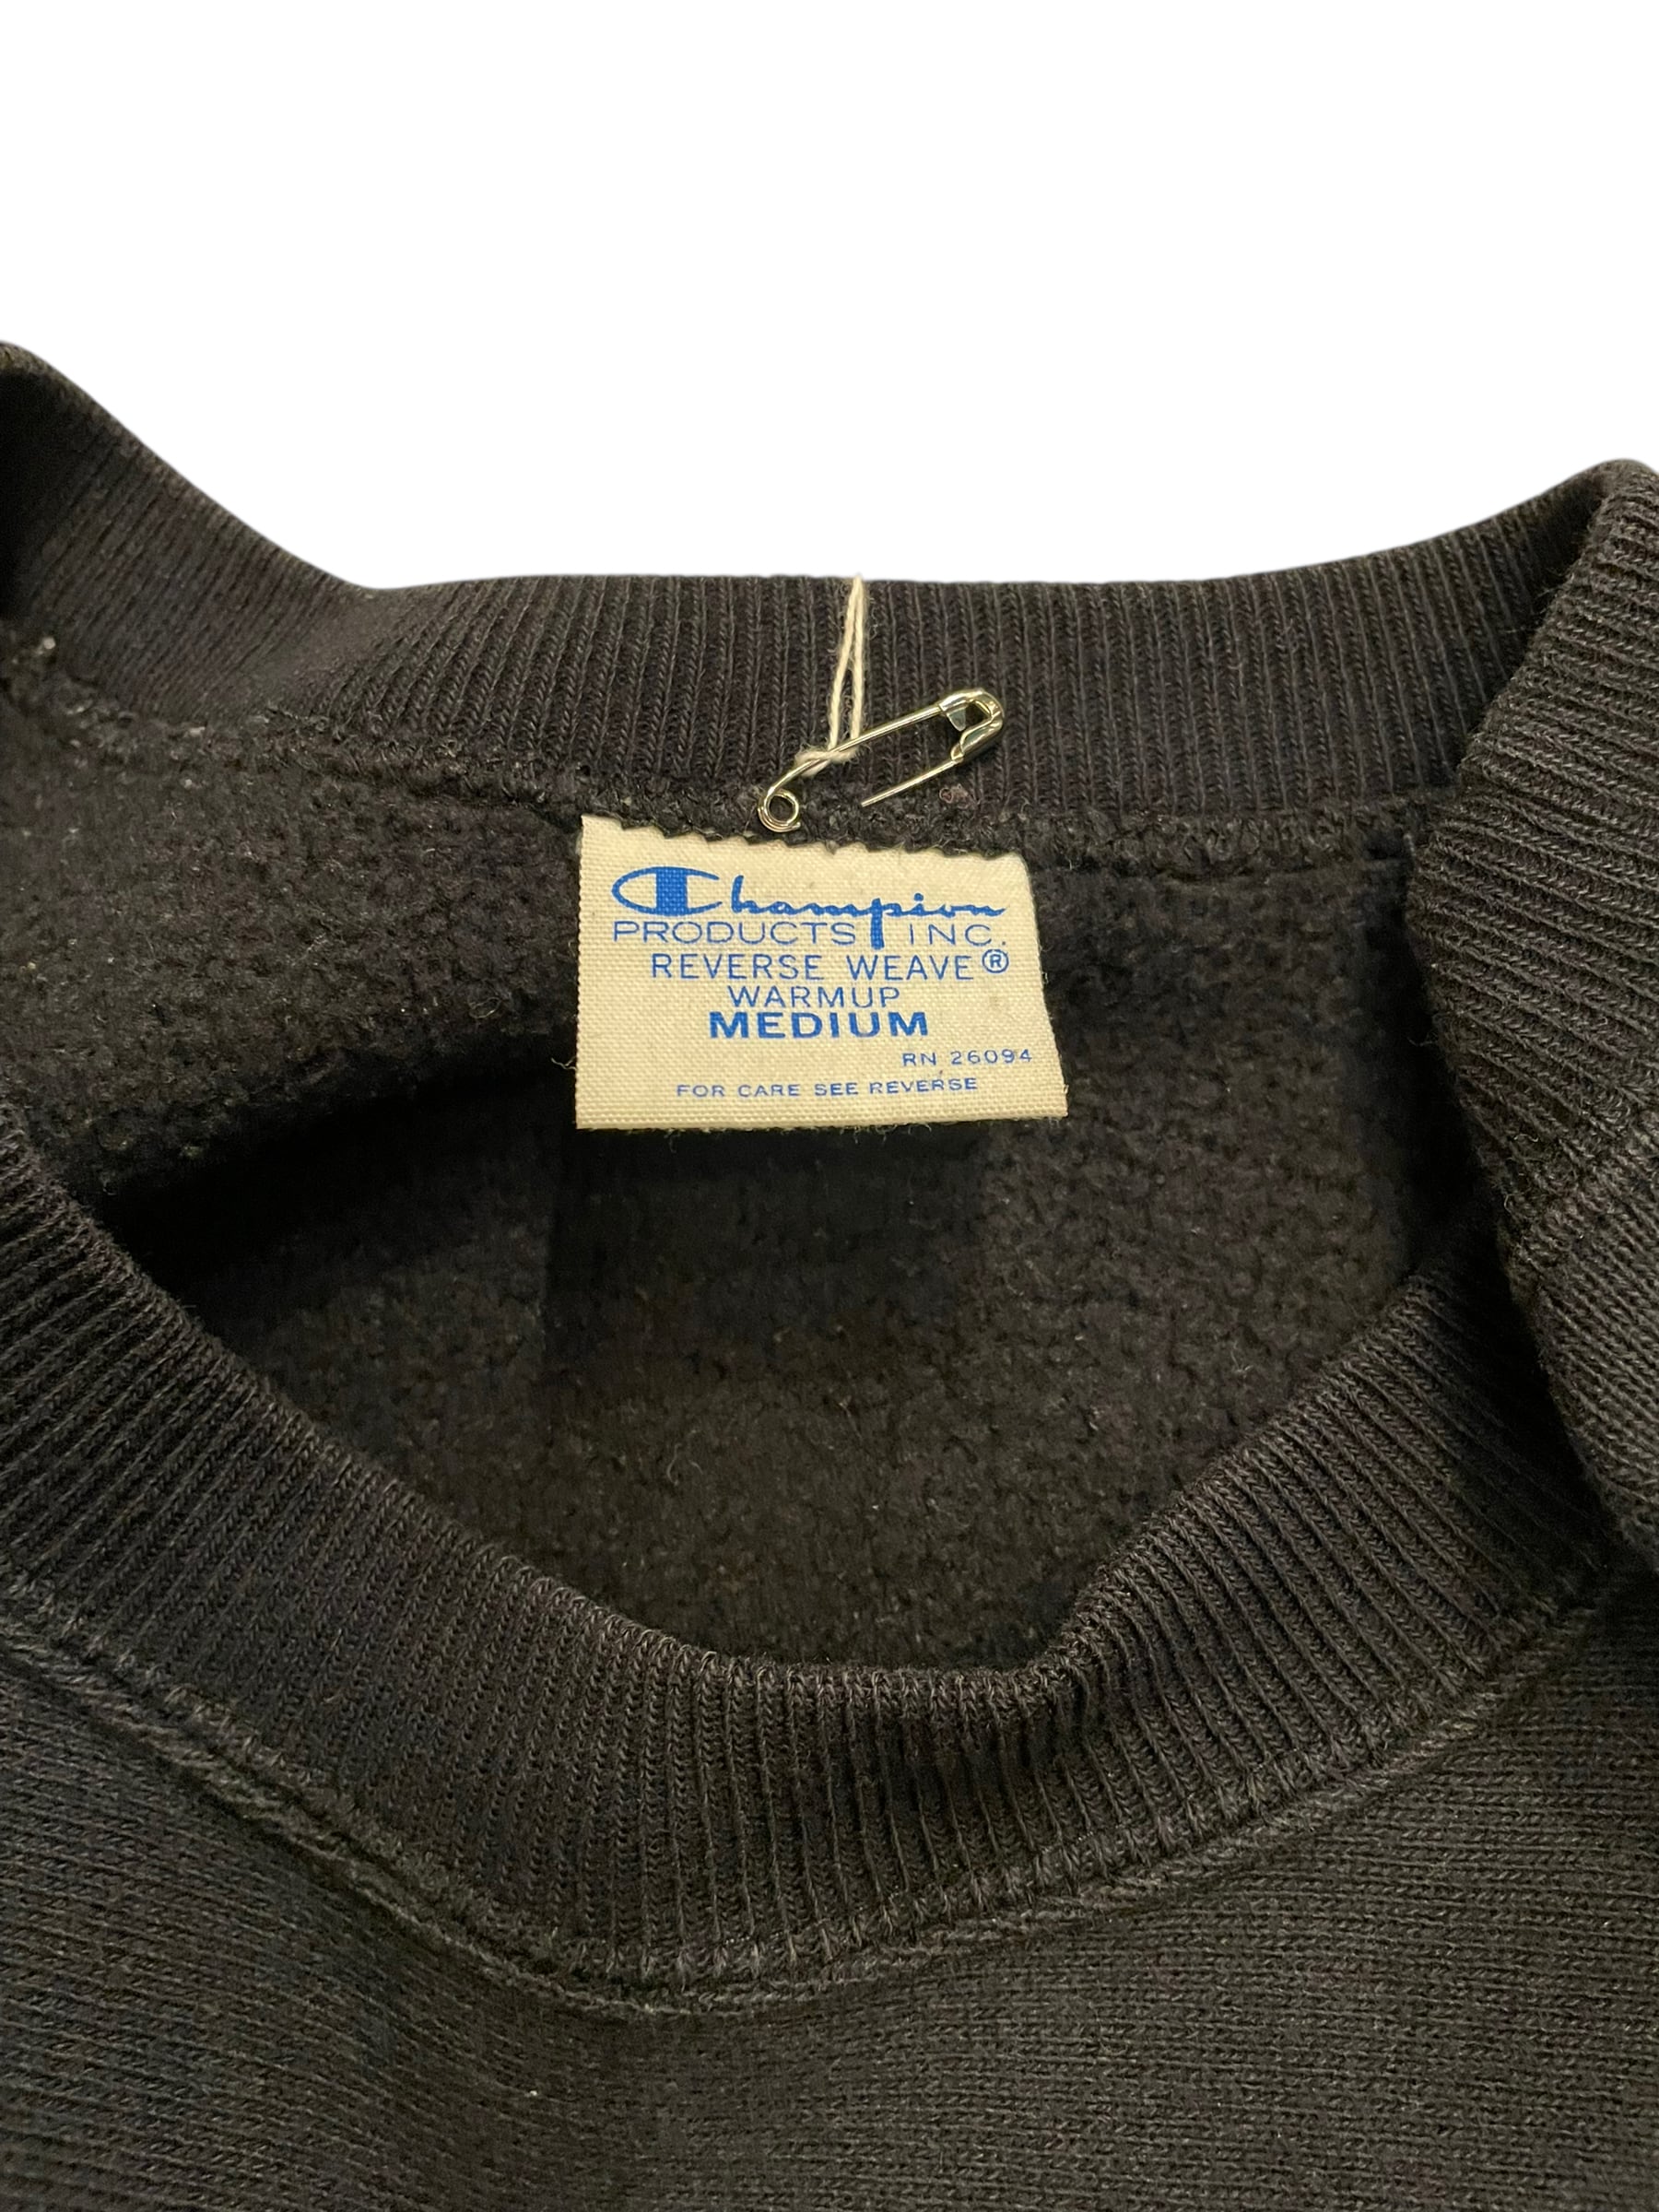 Champion
PRODUCTS INC.
REVERSE WEAVE®
WARMUP
MEDIUM
RN 26094
FOR CARE SEE REVERSE